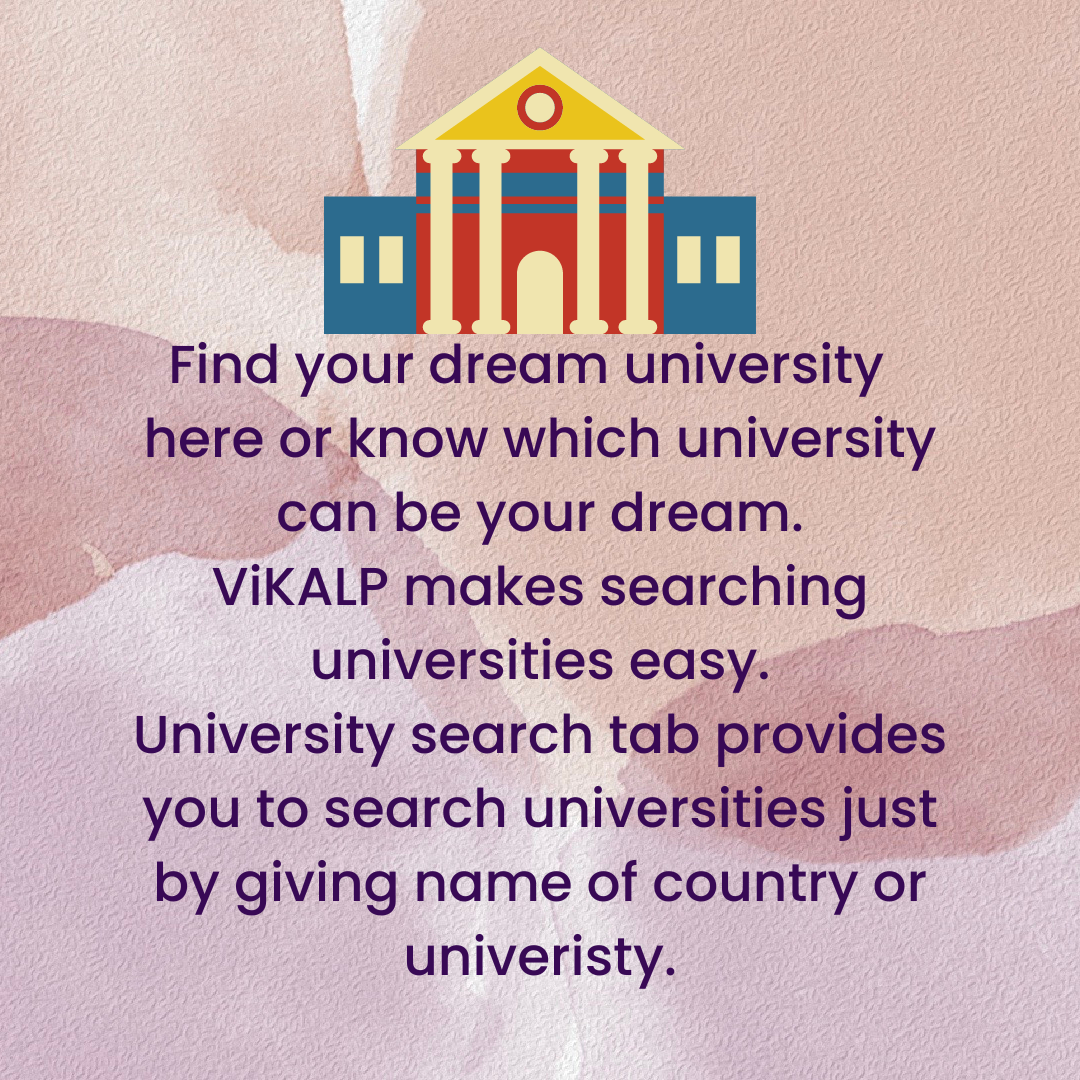 Find your dream university
here or know which university
can be your dream.
ViKALP makes searching
universities easy.
University search tab provides
you to search universities just
by giving name of country or
univeristy.